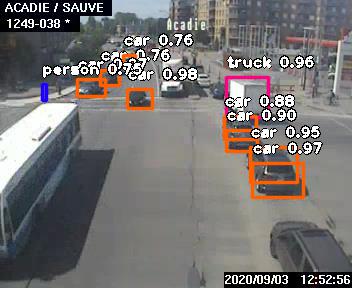 ACADIE / SAUVE
1249-038 *
Acadie
car 0.76
car 0.76
person 0.75
car 0.98
truck 0.96
car 0.88
car 0.90
car 0.95
car 0.97
2020/09/03 12:52:56